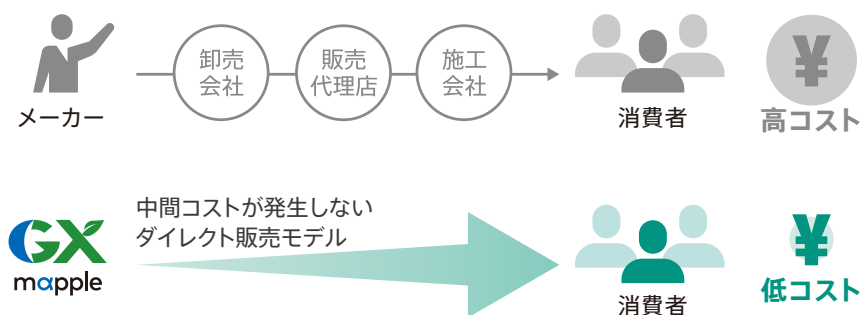 メーカー
卸売
会社
販売
代理店
施工
会社
消費者
¥
高コスト
GX
mapple
中間コストが発生しない
ダイレクト販売モデル
消費者
¥
低コスト